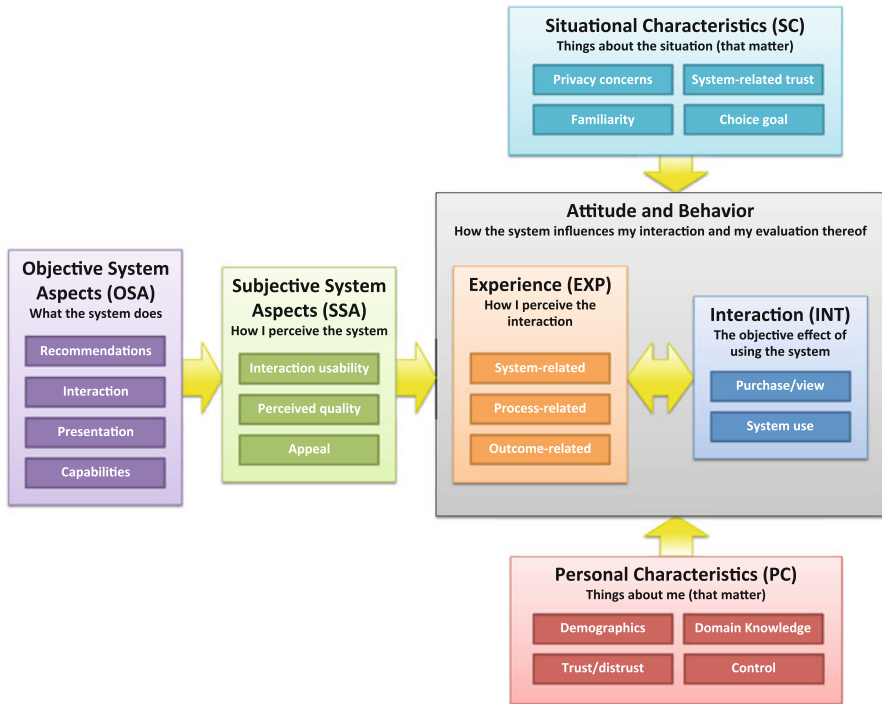 Situational Characteristics (SC)
Things about the situation (that matter)
Privacy concerns
System-related trust
Familiarity
Choice goal
Attitude and Behavior
How the system influences my interaction and my evaluation thereof
Objective System
Aspects (OSA)
What the system does
Recommendations
Interaction
Presentation
Capabilities
Subjective System
Aspects (SSA)
How I perceive the system
Interaction usability
Perceived quality
Appeal
Experience (EXP)
How I perceive the
interaction
System-related
Process-related
Outcome-related
Interaction (INT)
The objective effect of
using the system
Purchase/view
System use
Personal Characteristics (PC)
Things about me (that matter)
Demographics
Domain Knowledge
Trust/distrust
Control